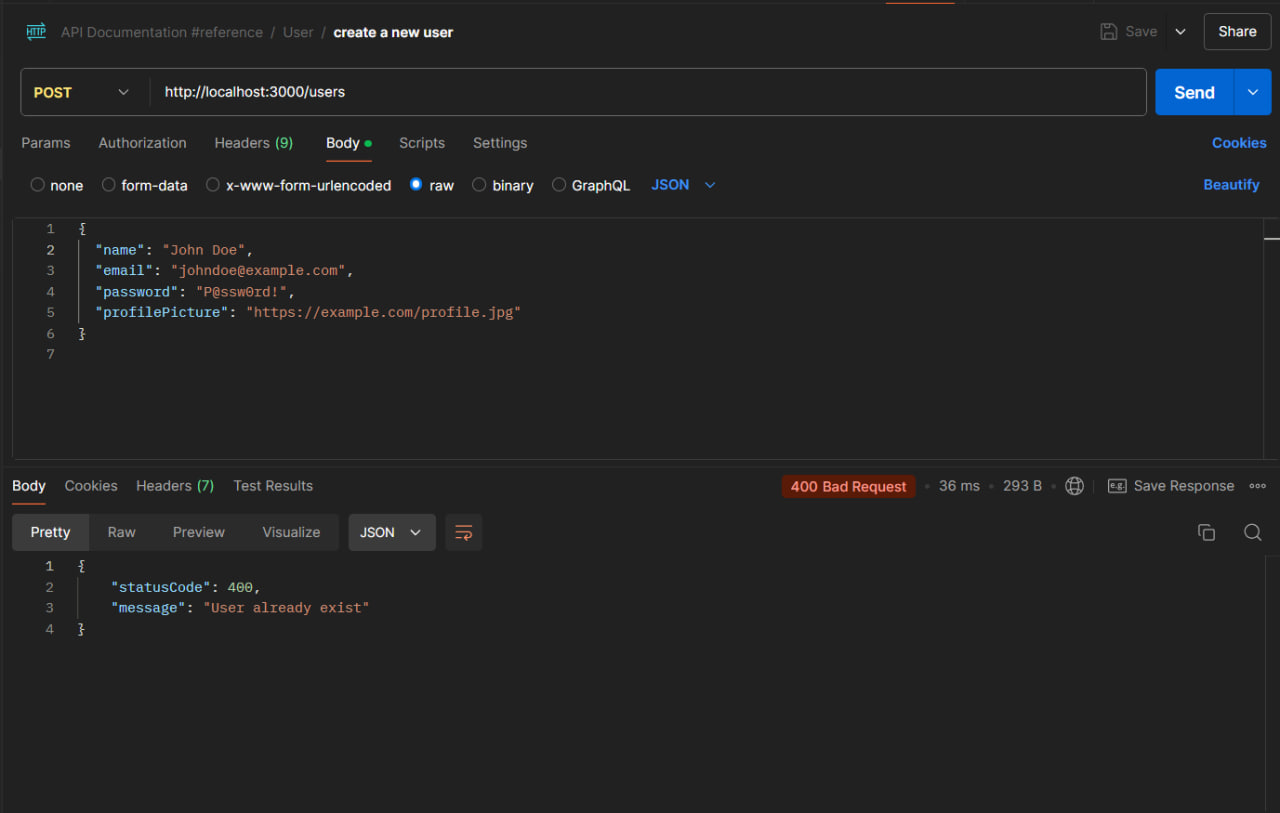 HTTP API Documentation #reference / User / create a new user Save Share
POST http://localhost:3000/users Send
Params Authorization Headers (9) Body Scripts Settings Cookies
none form-data x-www-form-urlencoded raw binary GraphQL JSON Beautify
1 {
2 "name": "John Doe",
3 "email": "johndoe@example.com",
4 "password": "P@ssw0rd!",
5 "profilePicture": "https://example.com/profile.jpg"
6 }
7
Body Cookies Headers (7) Test Results 400 Bad Request • 36 ms • 293 B • e.g. Save Response
Pretty Raw Preview Visualize JSON
1 {
2 "statusCode": 400,
3 "message": "User already exist"
4 }